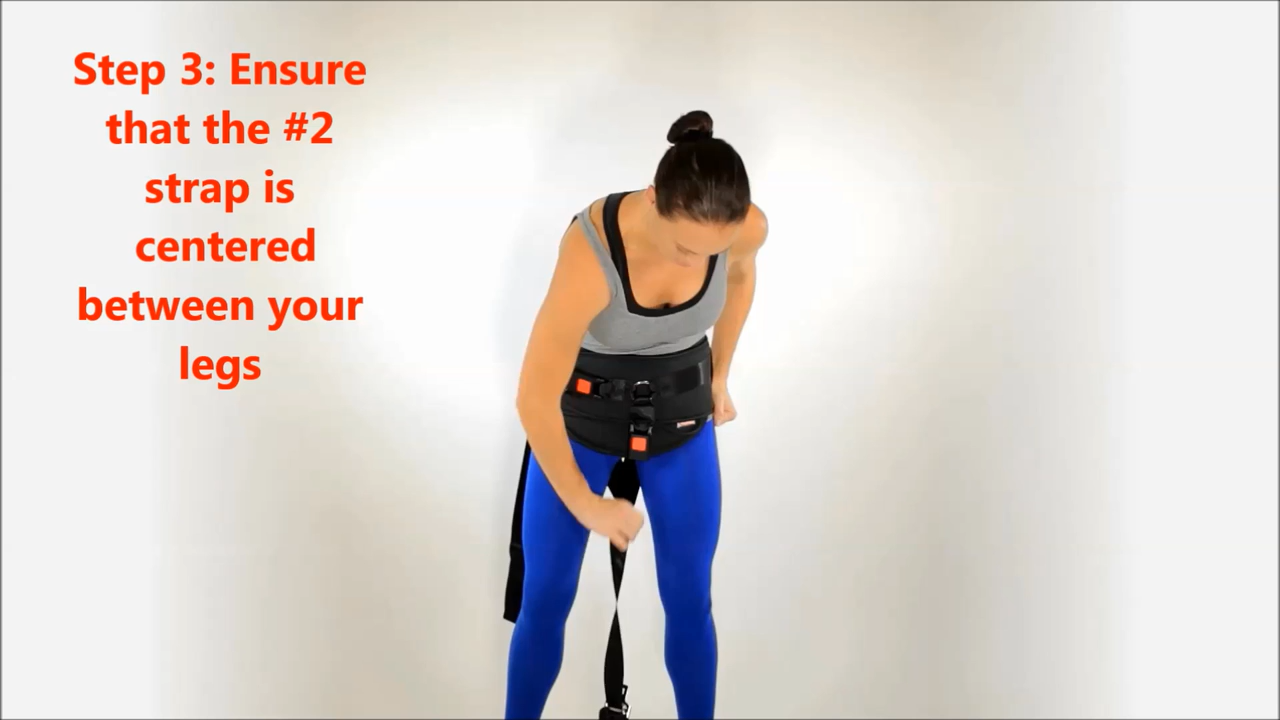 Step 3: Ensure
that the #2
strap is
centered
between your
legs